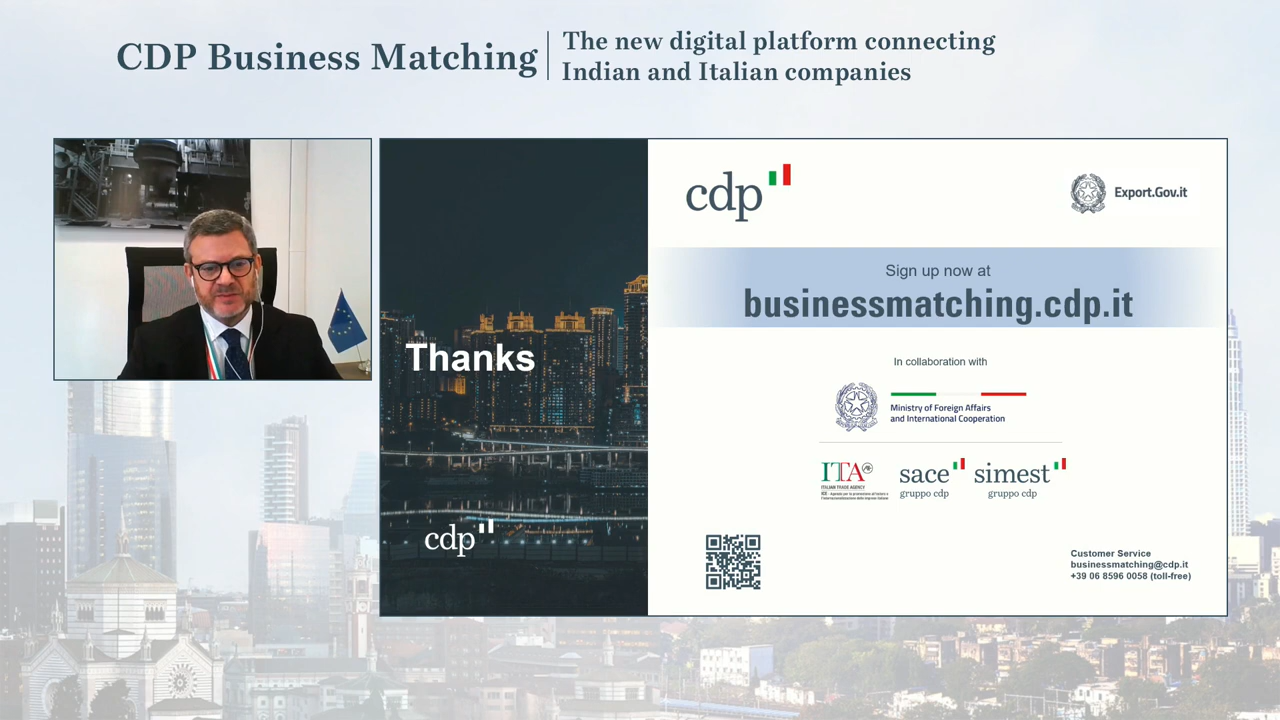 CDP Business Matching
The new digital platform connecting
Indian and Italian companies
Thanks
cdp
cdp
Export.Gov.it
Sign up now at
businessmatching.cdp.it
In collaboration with
Ministry of Foreign Affairs
and International Cooperation
ITA
ITALIAN TRADE AGENCY
sace
gruppo cdp
simest
gruppo cdp
Customer Service
businessmatching@cdp.it
+39 06 8596 0058 (toll-free)